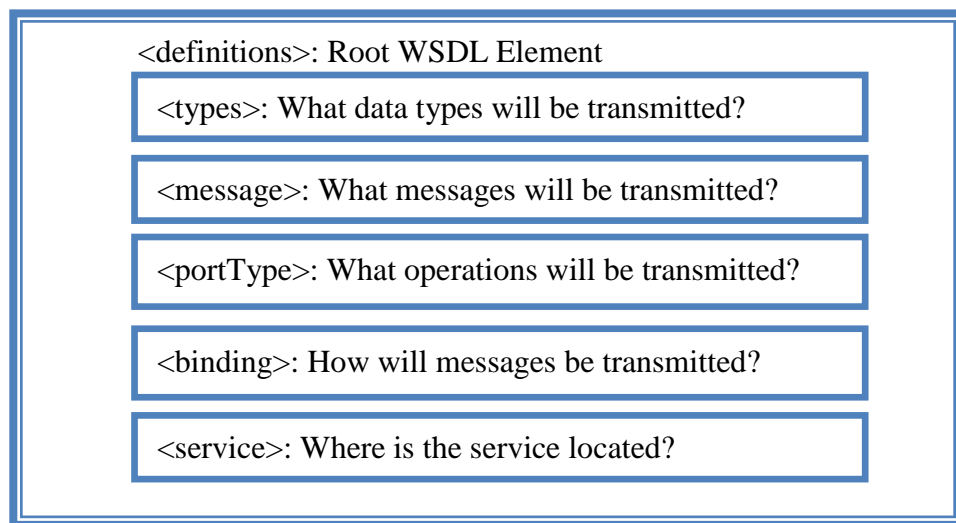 <definitions>: Root WSDL Element
<types>: What data types will be transmitted?
<message>: What messages will be transmitted?
<portType>: What operations will be transmitted?
<binding>: How will messages be transmitted?
<service>: Where is the service located?